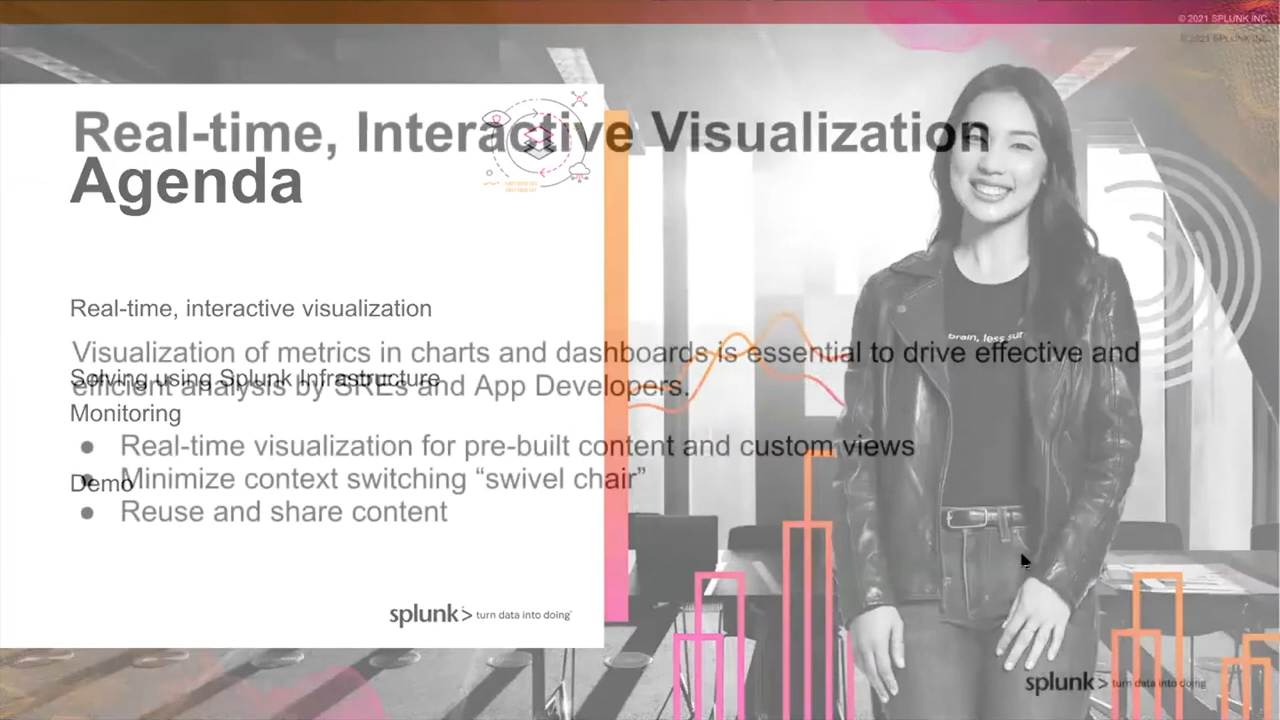 © 2021 SPLUNK INC.
© 2021 SPLUNK INC.
Real-time, Interactive Visualization
Agenda
Real-time, interactive visualization
brain, less
Visualization of metrics in charts and dashboards is essential to drive effective and
efficient analysis by SREs and App Developers.
Solving using Splunk Infrastructure
Monitoring
● Real-time visualization for pre-built content and custom views
● Minimize context switching “swivel chair”
Demo
● Reuse and share content
splunk> turn data into doing
splunk> turn data into doing